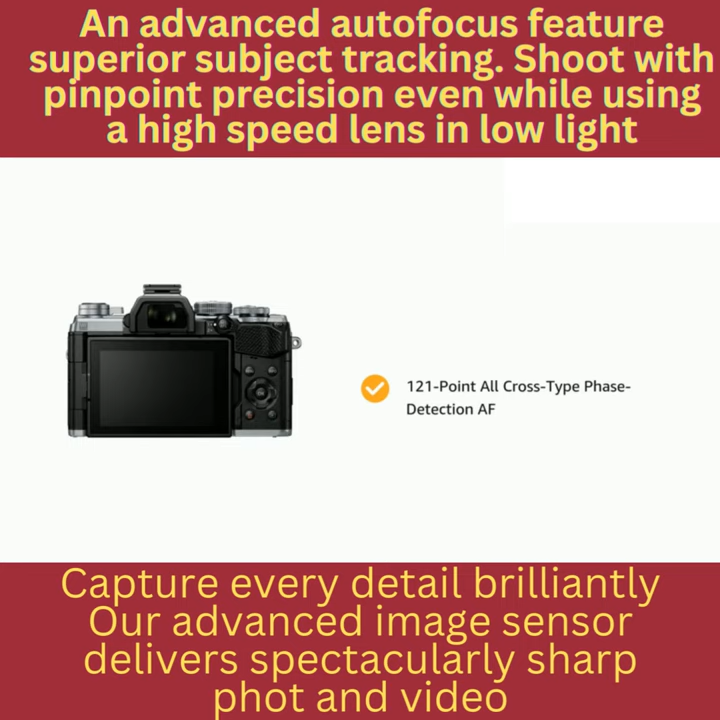 An advanced autofocus feature
superior subject tracking. Shoot with
pinpoint precision even while using
a high speed lens in low light
121-Point All Cross-Type Phase-
Detection AF
Capture every detail brilliantly
Our advanced image sensor
delivers spectacularly sharp
phot and video